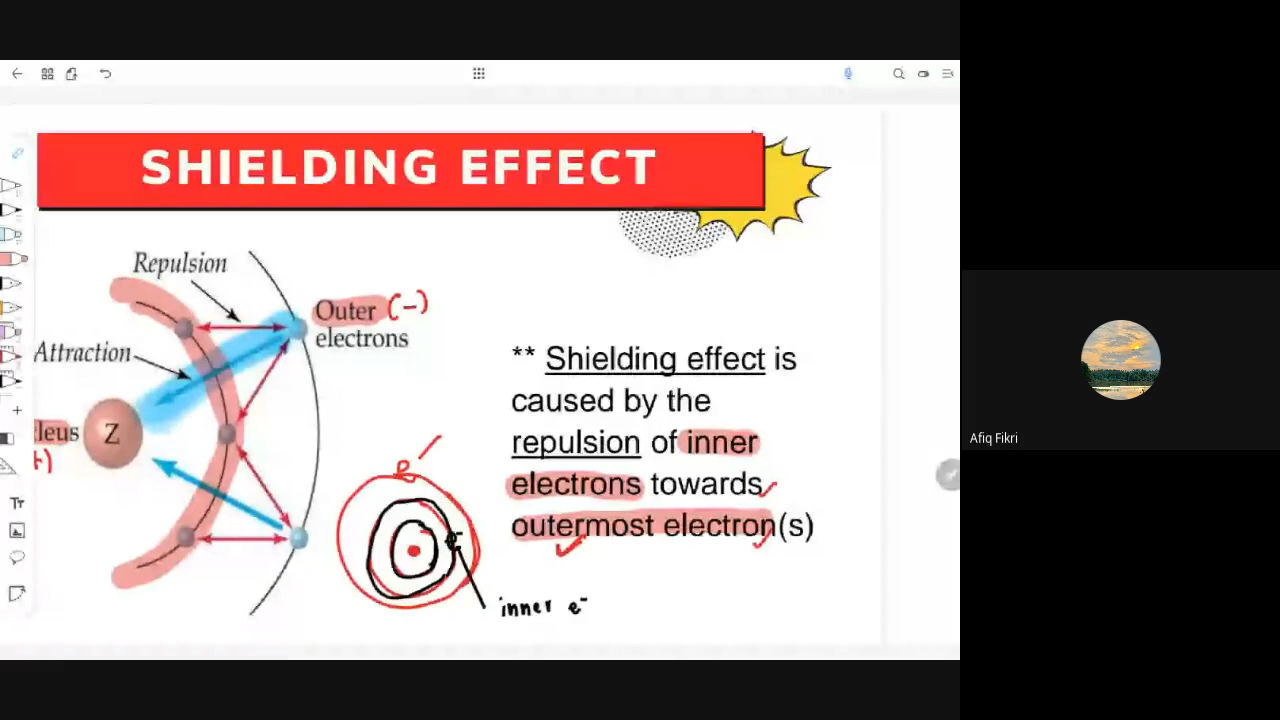 SHIELDING EFFECT
Repulsion
Outer (-)
electrons
Attraction
leus
Z
+)
** Shielding effect is
caused by the
repulsion of inner
electrons towards
outermost electron(s)
e-
inner e-
Tт
Afiq Fikri